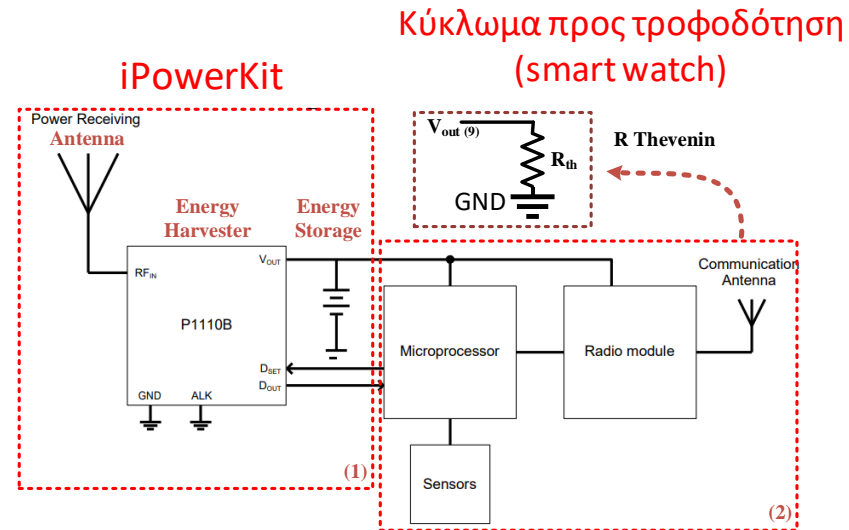 Κύκλωμα προς τροφοδότηση
(smart watch)
iPowerKit
Power Receiving
Antenna
Energy
Harvester
Energy
Storage
RFIN
VOUT
P1110B
DSET
DOUT
GND
ALK
(1)
Vout (9)
Rth
GND
R Thevenin
Microprocessor
Radio module
Communication
Antenna
Sensors
(2)